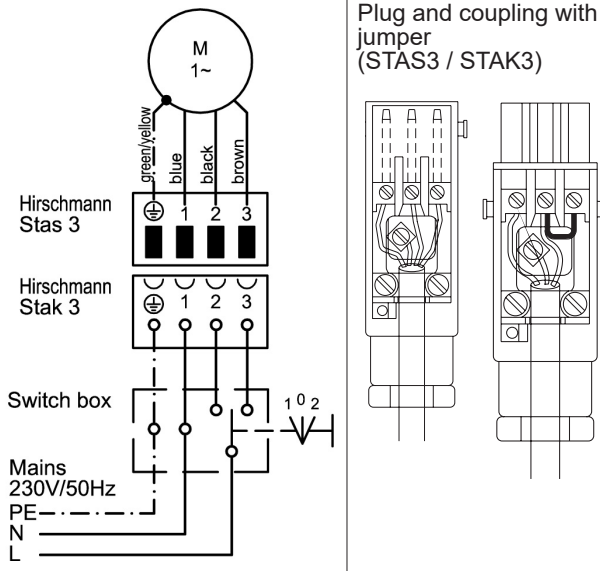 M
1~
green/yellow
blue
black
brown
Hirschmann
Stas 3
1 2 3
Hirschmann
Stak 3
1 2 3
Switch box
1 0 2
Mains
230V/50Hz
PE
N
L
Plug and coupling with
jumper
(STAS3 / STAK3)